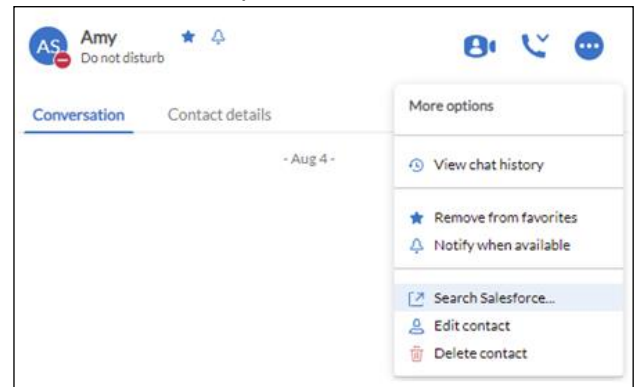 AS
Amy
Do not disturb
Conversation Contact details
- Aug 4 -
More options
View chat history
Remove from favorites
Notify when available
Search Salesforce...
Edit contact
Delete contact